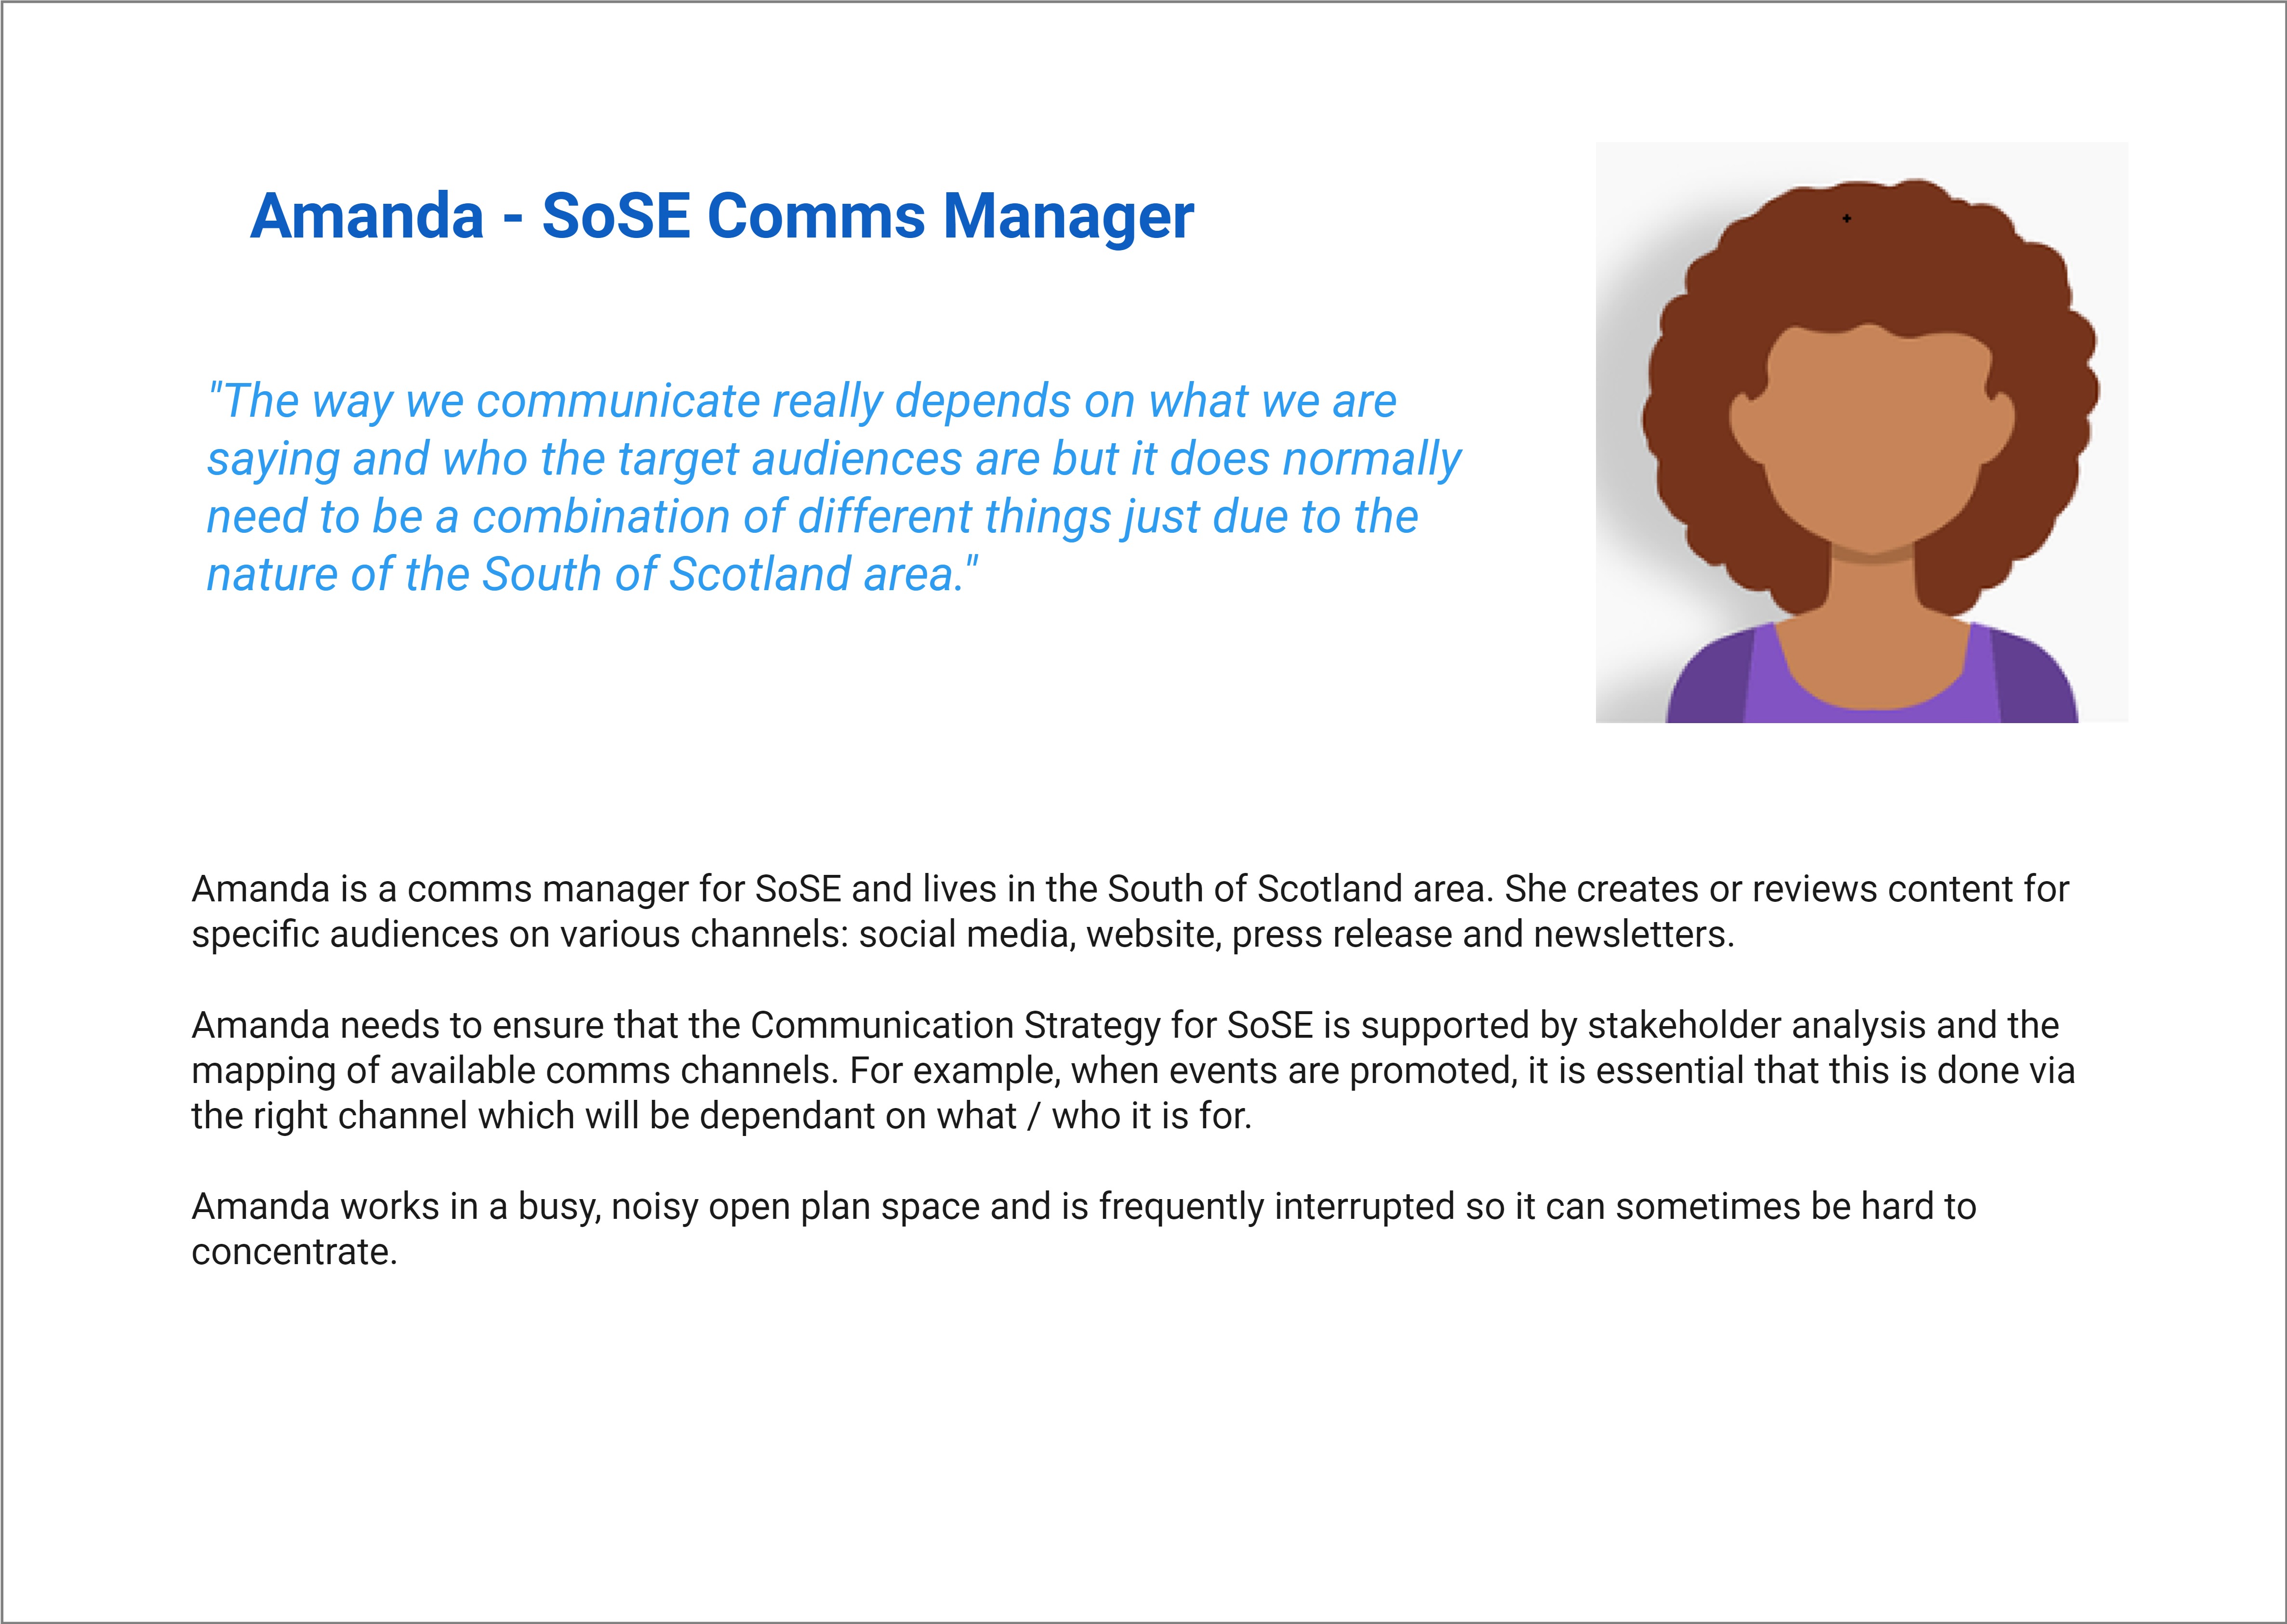 Amanda - SoSE Comms Manager
"The way we communicate really depends on what we are
saying and who the target audiences are but it does normally
need to be a combination of different things just due to the
nature of the South of Scotland area."
Amanda is a comms manager for SoSE and lives in the South of Scotland area. She creates or reviews content for
specific audiences on various channels: social media, website, press release and newsletters.
Amanda needs to ensure that the Communication Strategy for SoSE is supported by stakeholder analysis and the
mapping of available comms channels. For example, when events are promoted, it is essential that this is done via
the right channel which will be dependant on what / who it is for.
Amanda works in a busy, noisy open plan space and is frequently interrupted so it can sometimes be hard to
concentrate.